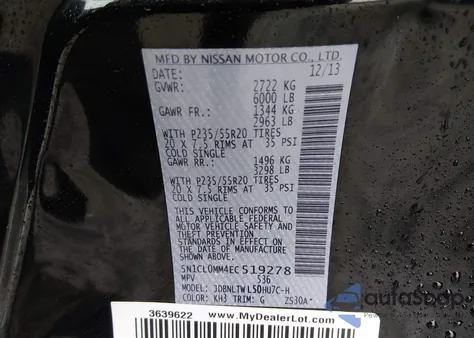 MFD BY NISSAN MOTOR CO., LTD.
DATE: 12/13
GVWR: 2722 KG
6000 LB
GAWR FR.: 1344 KG
2963 LB
WITH P235/55R20 TIRES
20 X 7.5 RIMS AT 35 PSI
COLD SINGLE
GAWR RR.: 1496 KG
3298 LB
WITH P235/55R20 TIRES
20 X 7.5 RIMS AT 35 PSI
COLD SINGLE
THIS VEHICLE CONFORMS TO
ALL APPLICABLE FEDERAL
MOTOR VEHICLE SAFETY
AND THEFT PREVENTION
STANDARDS IN EFFECT ON
THE DATE OF MANUFACTURE
SHOWN ABOVE.
5N1CL0MM4EC519278
MPV 536
MODEL: 3DBNLTWL50HU7C-H
COLOR: KH3 TRIM: G ZS30A*
3639622 www.MyDealerLot.com
AutoAstat
3dapShop